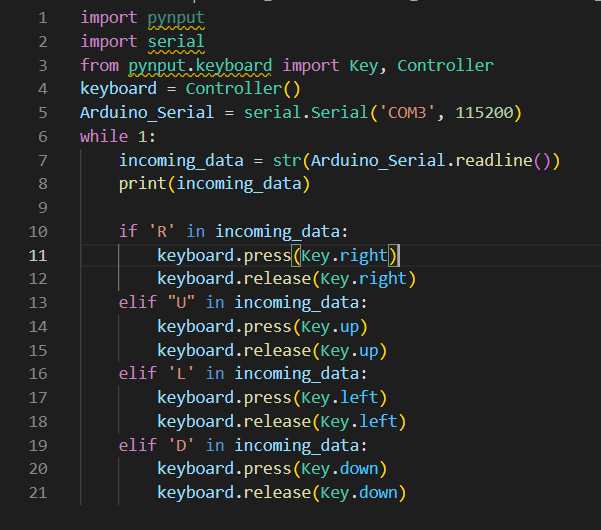 1 import pynput
2 import serial
3 from pynput.keyboard import Key, Controller
4 keyboard = Controller()
5 Arduino_Serial = serial.Serial('COM3', 115200)
6 while 1:
7     incoming_data = str(Arduino_Serial.readline())
8     print(incoming_data)
9
10     if 'R' in incoming_data:
11         keyboard.press(Key.right)
12         keyboard.release(Key.right)
13     elif "U" in incoming_data:
14         keyboard.press(Key.up)
15         keyboard.release(Key.up)
16     elif 'L' in incoming_data:
17         keyboard.press(Key.left)
18         keyboard.release(Key.left)
19     elif 'D' in incoming_data:
20         keyboard.press(Key.down)
21         keyboard.release(Key.down)